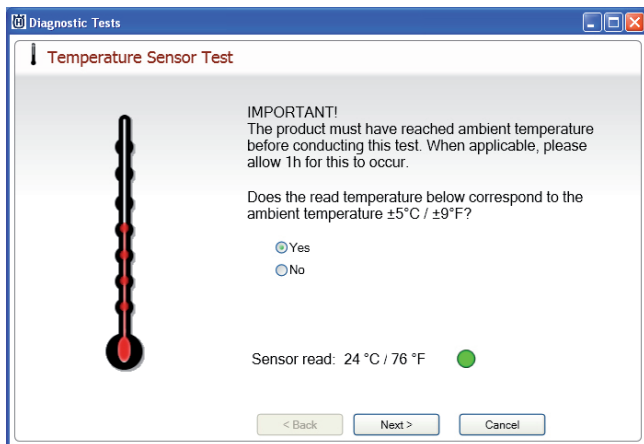 Diagnostic Tests
Temperature Sensor Test
IMPORTANT!
The product must have reached ambient temperature
before conducting this test. When applicable, please
allow 1h for this to occur.
Does the read temperature below correspond to the
ambient temperature ±5°C / ±9°F?
Yes
No
Sensor read: 24 °C / 76 °F
< Back Next > Cancel